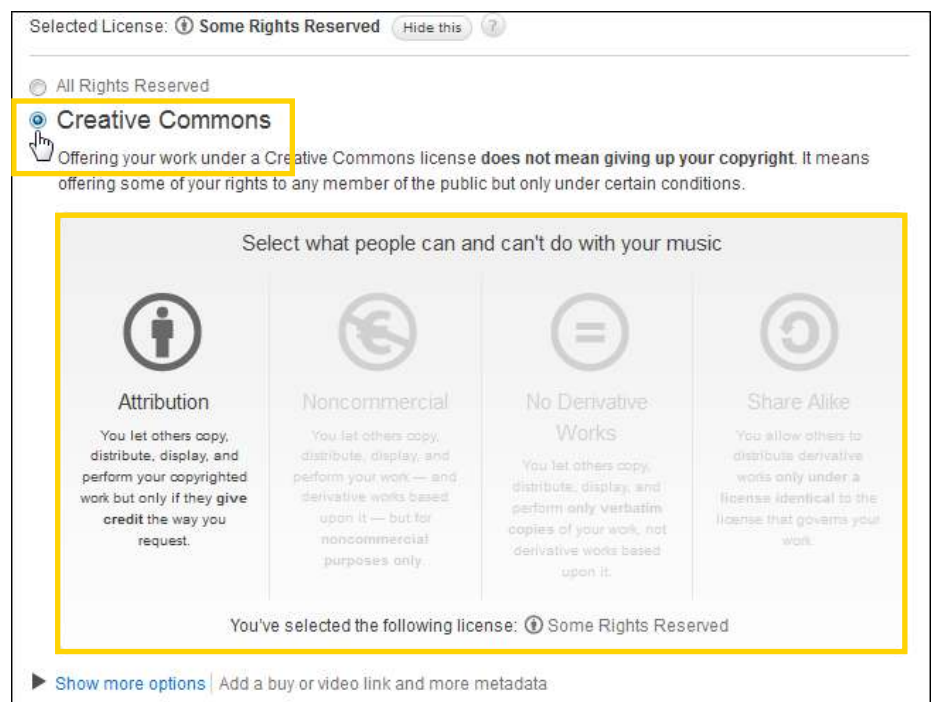 Selected License: Some Rights Reserved Hide this ?
All Rights Reserved
Creative Commons
Offering your work under a Creative Commons license does not mean giving up your copyright. It means
offering some of your rights to any member of the public but only under certain conditions.
Select what people can and can't do with your music
Attribution
You let others copy,
distribute, display, and
perform your copyrighted
work but only if they give
credit the way you
request.
Noncommercial
You let others copy,
distribute, display, and
perform your work — and
derivative works based
upon it — but for
noncommercial
purposes only.
No Derivative
Works
You let others copy,
distribute, display, and
perform only verbatim
copies of your work, not
derivative works based
upon it.
Share Alike
You allow others to
distribute derivative
works only under a
license identical to the
license that governs your
work.
You've selected the following license: Some Rights Reserved
Show more options Add a buy or video link and more metadata